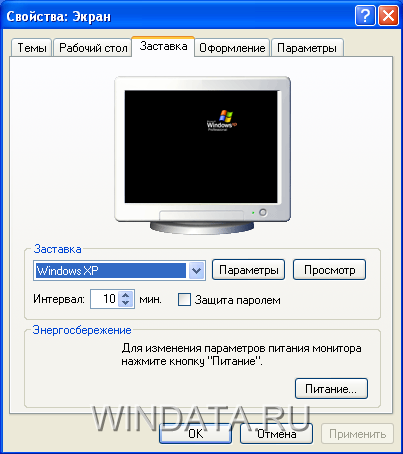 Свойства: Экран
Темы Рабочий стол Заставка Оформление Параметры
Windows XP
Professional
Заставка
Windows XP Параметры Просмотр
Интервал: 10 мин. Защита паролем
Энергосбережение
Для изменения параметров питания монитора
нажмите кнопку "Питание".
Питание...
WINDATA.RU
OK Отмена Применить